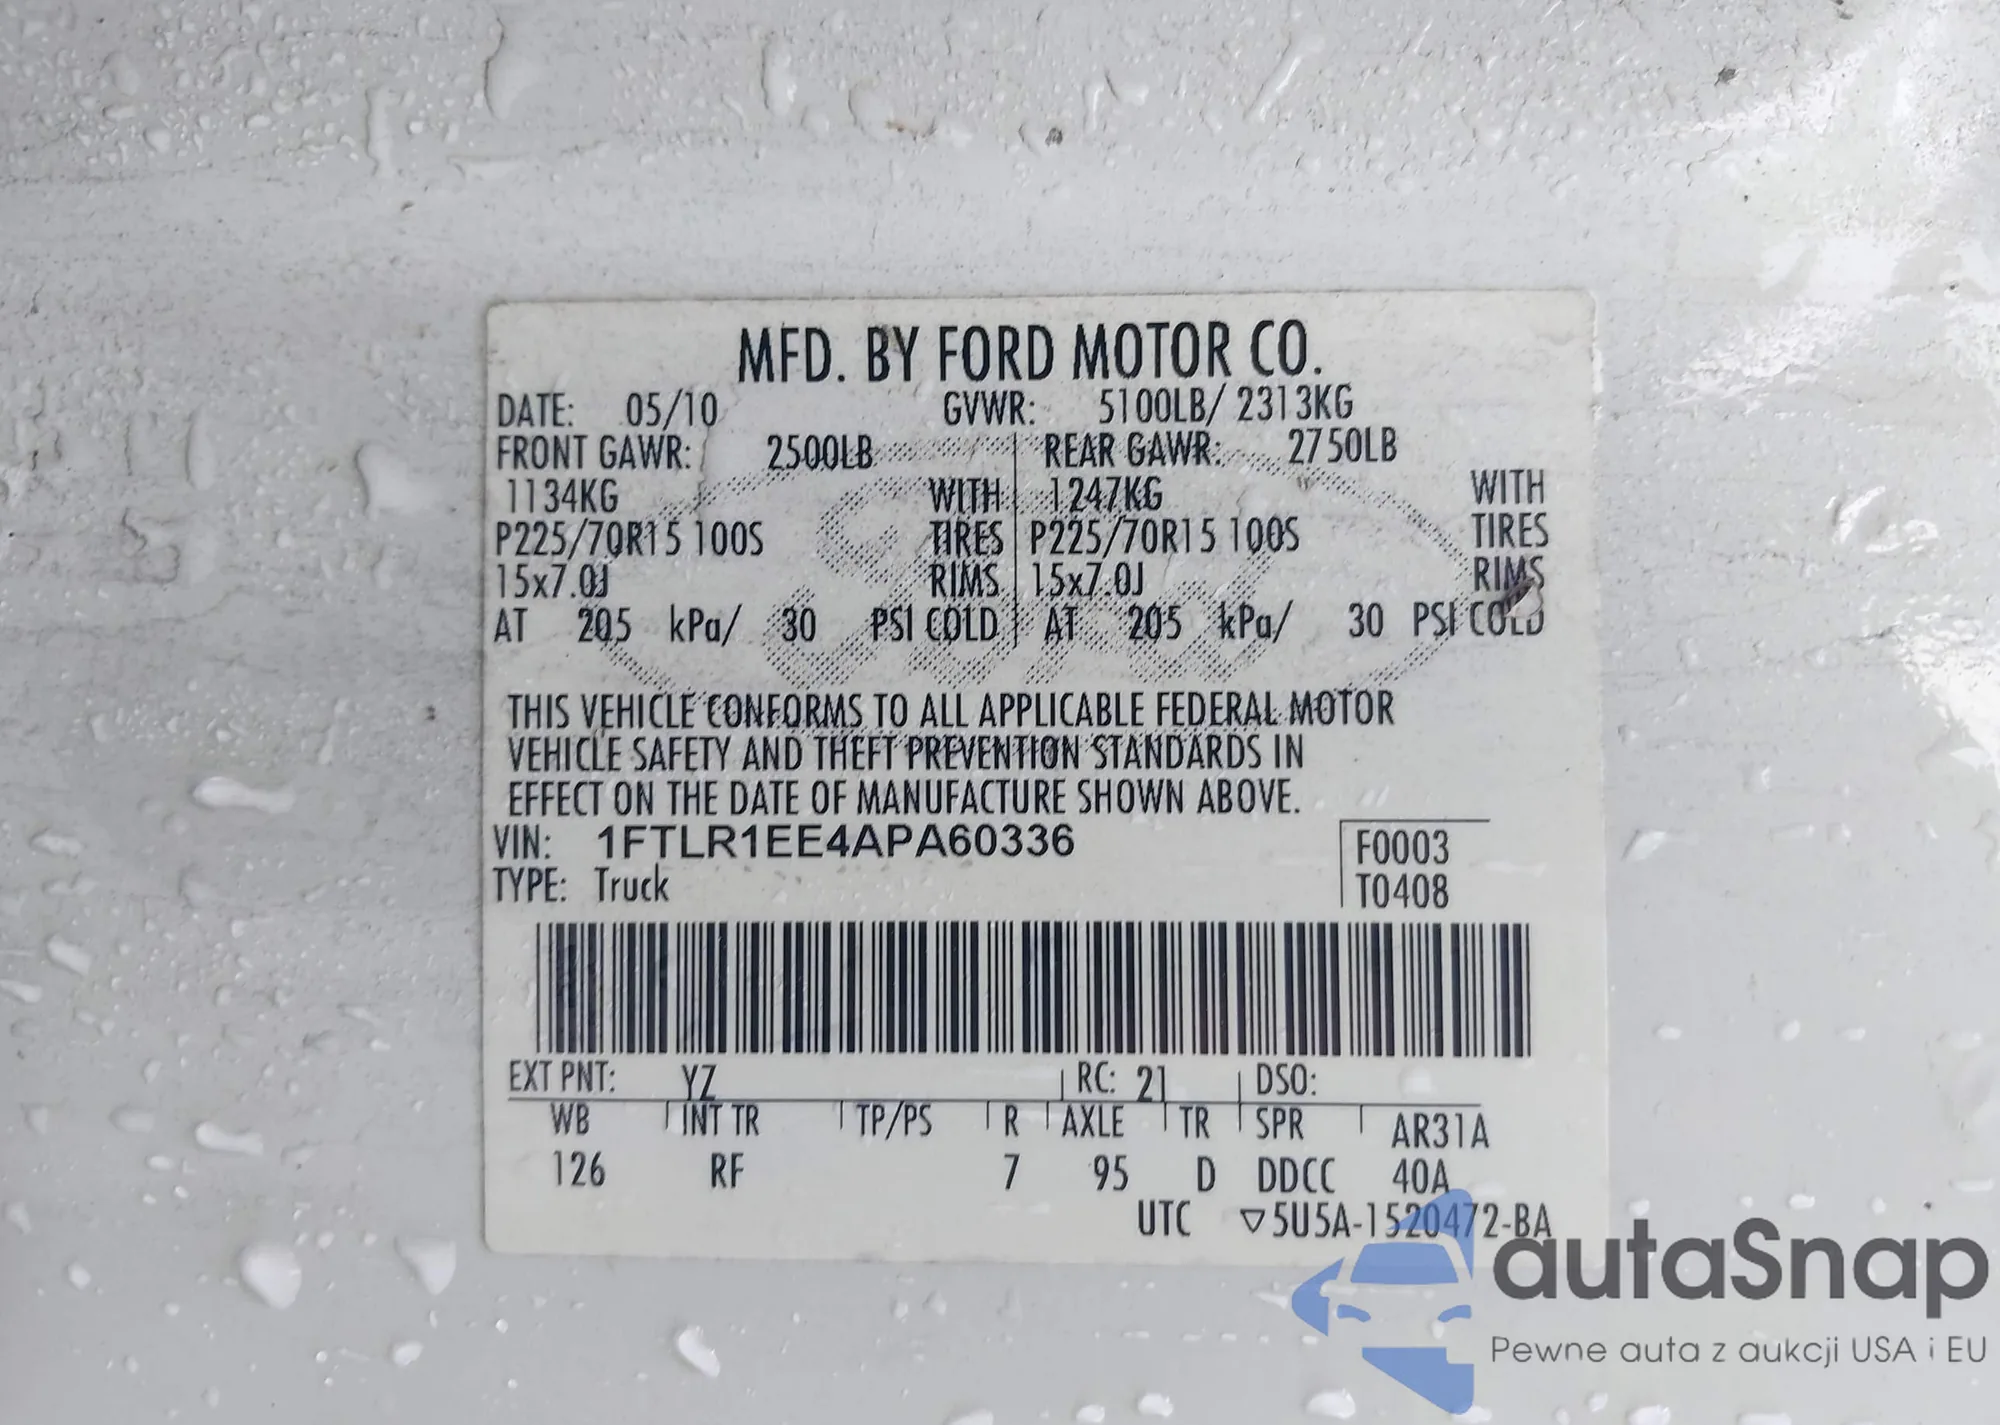 MFD. BY FORD MOTOR CO.
DATE: 05/10 GVWR: 5100LB/ 2313KG
FRONT GAWR: 2500LB REAR GAWR: 2750LB
1134KG WITH 1247KG WITH
P225/70R15 100S TIRES P225/70R15 100S TIRES
15x7.0J RIMS 15x7.0J RIMS
AT 205 kPa/ 30 PSI COLD AT 205 kPa/ 30 PSI COLD
THIS VEHICLE CONFORMS TO ALL APPLICABLE FEDERAL MOTOR
VEHICLE SAFETY AND THEFT PREVENTION STANDARDS IN
EFFECT ON THE DATE OF MANUFACTURE SHOWN ABOVE.
VIN: 1FTLR1EE4APA60336 F0003
TYPE: Truck T0408
EXT PNT: YZ RC: 21 DSO:
WB INT TR TP/PS R AXLE TR SPR AR31A
126 RF 7 95 D DDCC 40A
UTC ▽5U5A-1520472-BA
autaSnap
Pewne auta z aukcji USA i EU